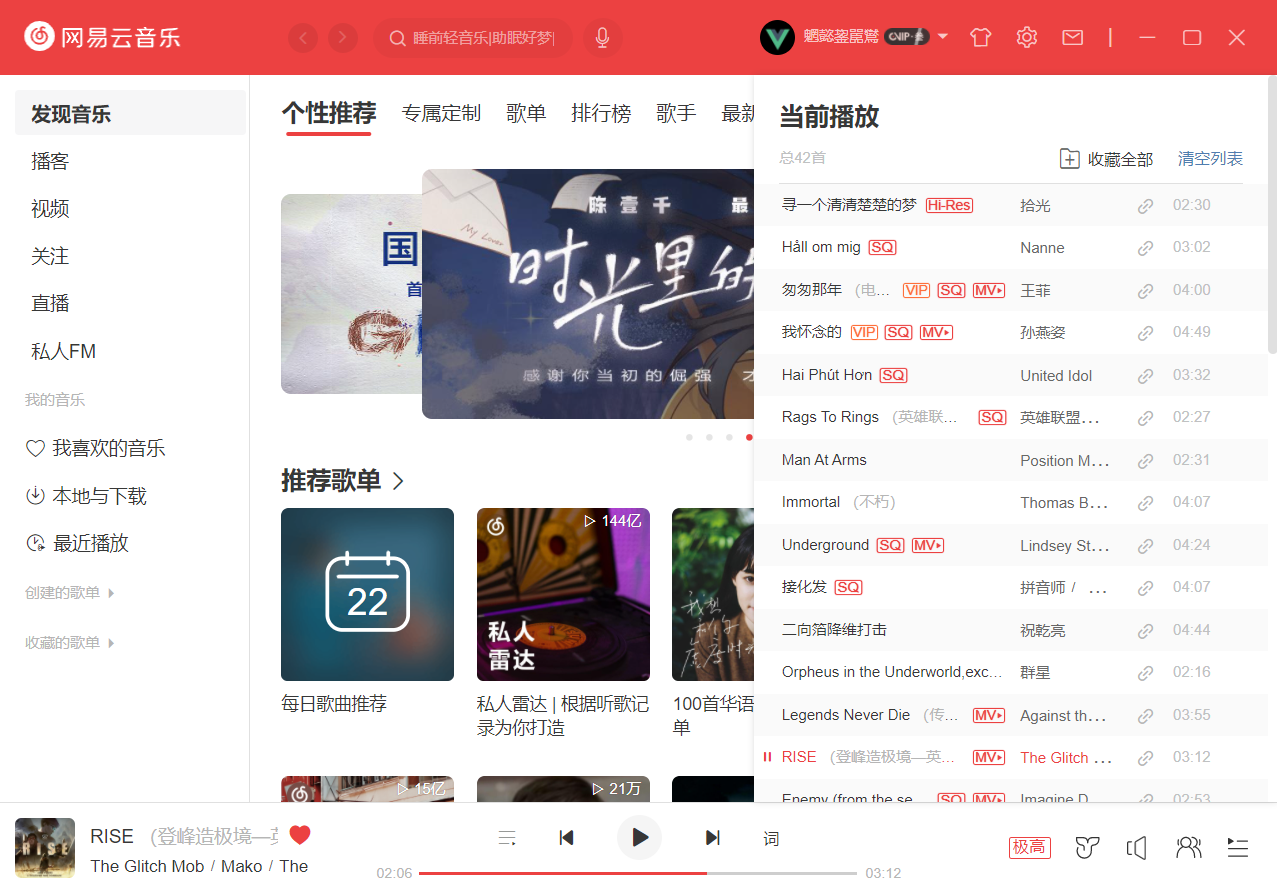 网易云音乐
睡前轻音乐|助眠好梦|
发现音乐
播客
视频
关注
直播
私人FM
我的音乐
我喜欢的音乐
本地与下载
最近播放
创建的歌单
收藏的歌单
个性推荐 专属定制 歌单 排行榜 歌手 最新
国
首
陈壹千 最
My Lover
时光里的
感谢你当初的倔强 才
推荐歌单
22
每日歌曲推荐
144亿
私人
雷达
私人雷达 | 根据听歌记
录为你打造
100首华语
单
15亿
21万
当前播放
总42首 收藏全部 清空列表
寻一个清清楚楚的梦 Hi-Res 拾光 02:30
Håll om mig SQ Nanne 03:02
匆匆那年 (电... VIP SQ MV 王菲 04:00
我怀念的 VIP SQ MV 孙燕姿 04:49
Hai Phút Hơn SQ United Idol 03:32
Rags To Rings (英雄联... SQ 英雄联盟... 02:27
Man At Arms Position M... 02:31
Immortal (不朽) Thomas B... 04:07
Underground SQ MV Lindsey St... 04:24
接化发 SQ 拼音师 / ... 04:07
二向箔降维打击 祝乾亮 04:44
Orpheus in the Underworld,exc... 群星 02:16
Legends Never Die (传... MV Against th... 03:55
RISE (登峰造极境—英... MV The Glitch ... 03:12
Enemy (from the se... SQ MV Imagine D... 02:53
RISE
RISE (登峰造极境—英
The Glitch Mob / Mako / The
词
02:06 03:12
极高